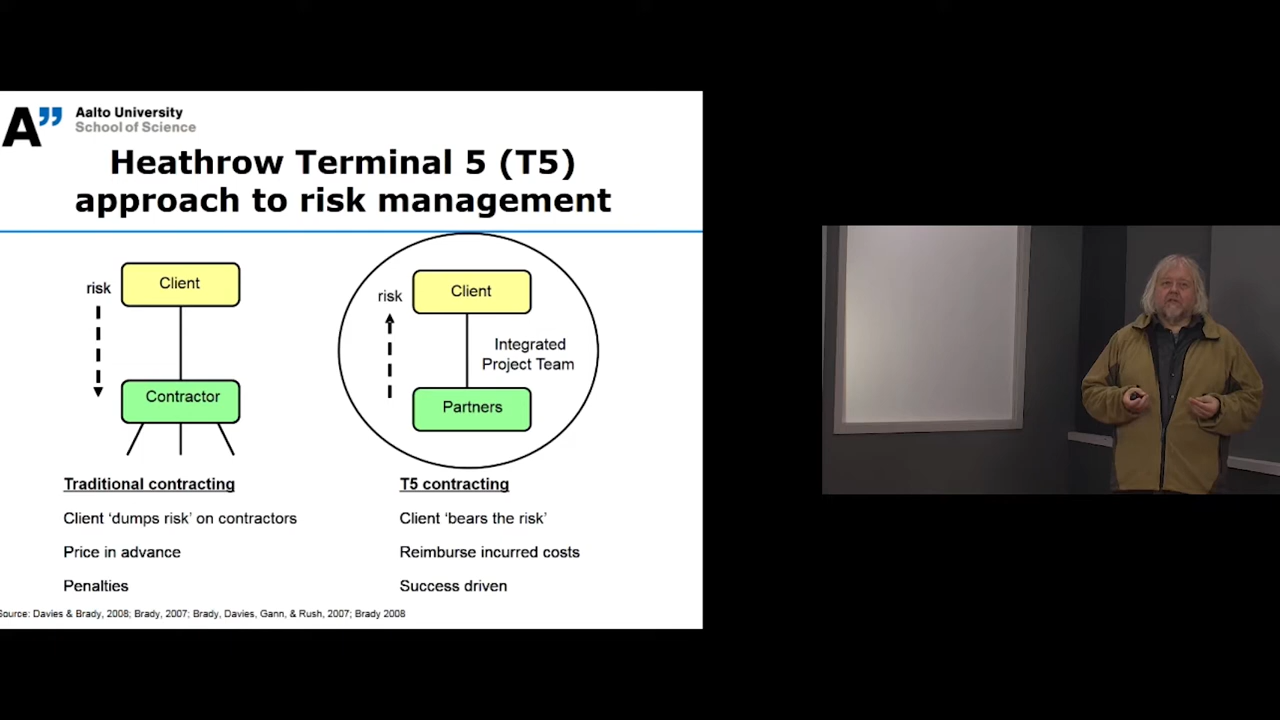 A”
Aalto University
School of Science
Heathrow Terminal 5 (T5)
approach to risk management
risk
Client
Contractor
risk
Client
Integrated
Project Team
Partners
Traditional contracting
Client ‘dumps risk’ on contractors
Price in advance
Penalties
T5 contracting
Client ‘bears the risk’
Reimburse incurred costs
Success driven
Source: Davies & Brady, 2008; Brady, 2007; Brady, Davies, Gann, & Rush, 2007; Brady 2008